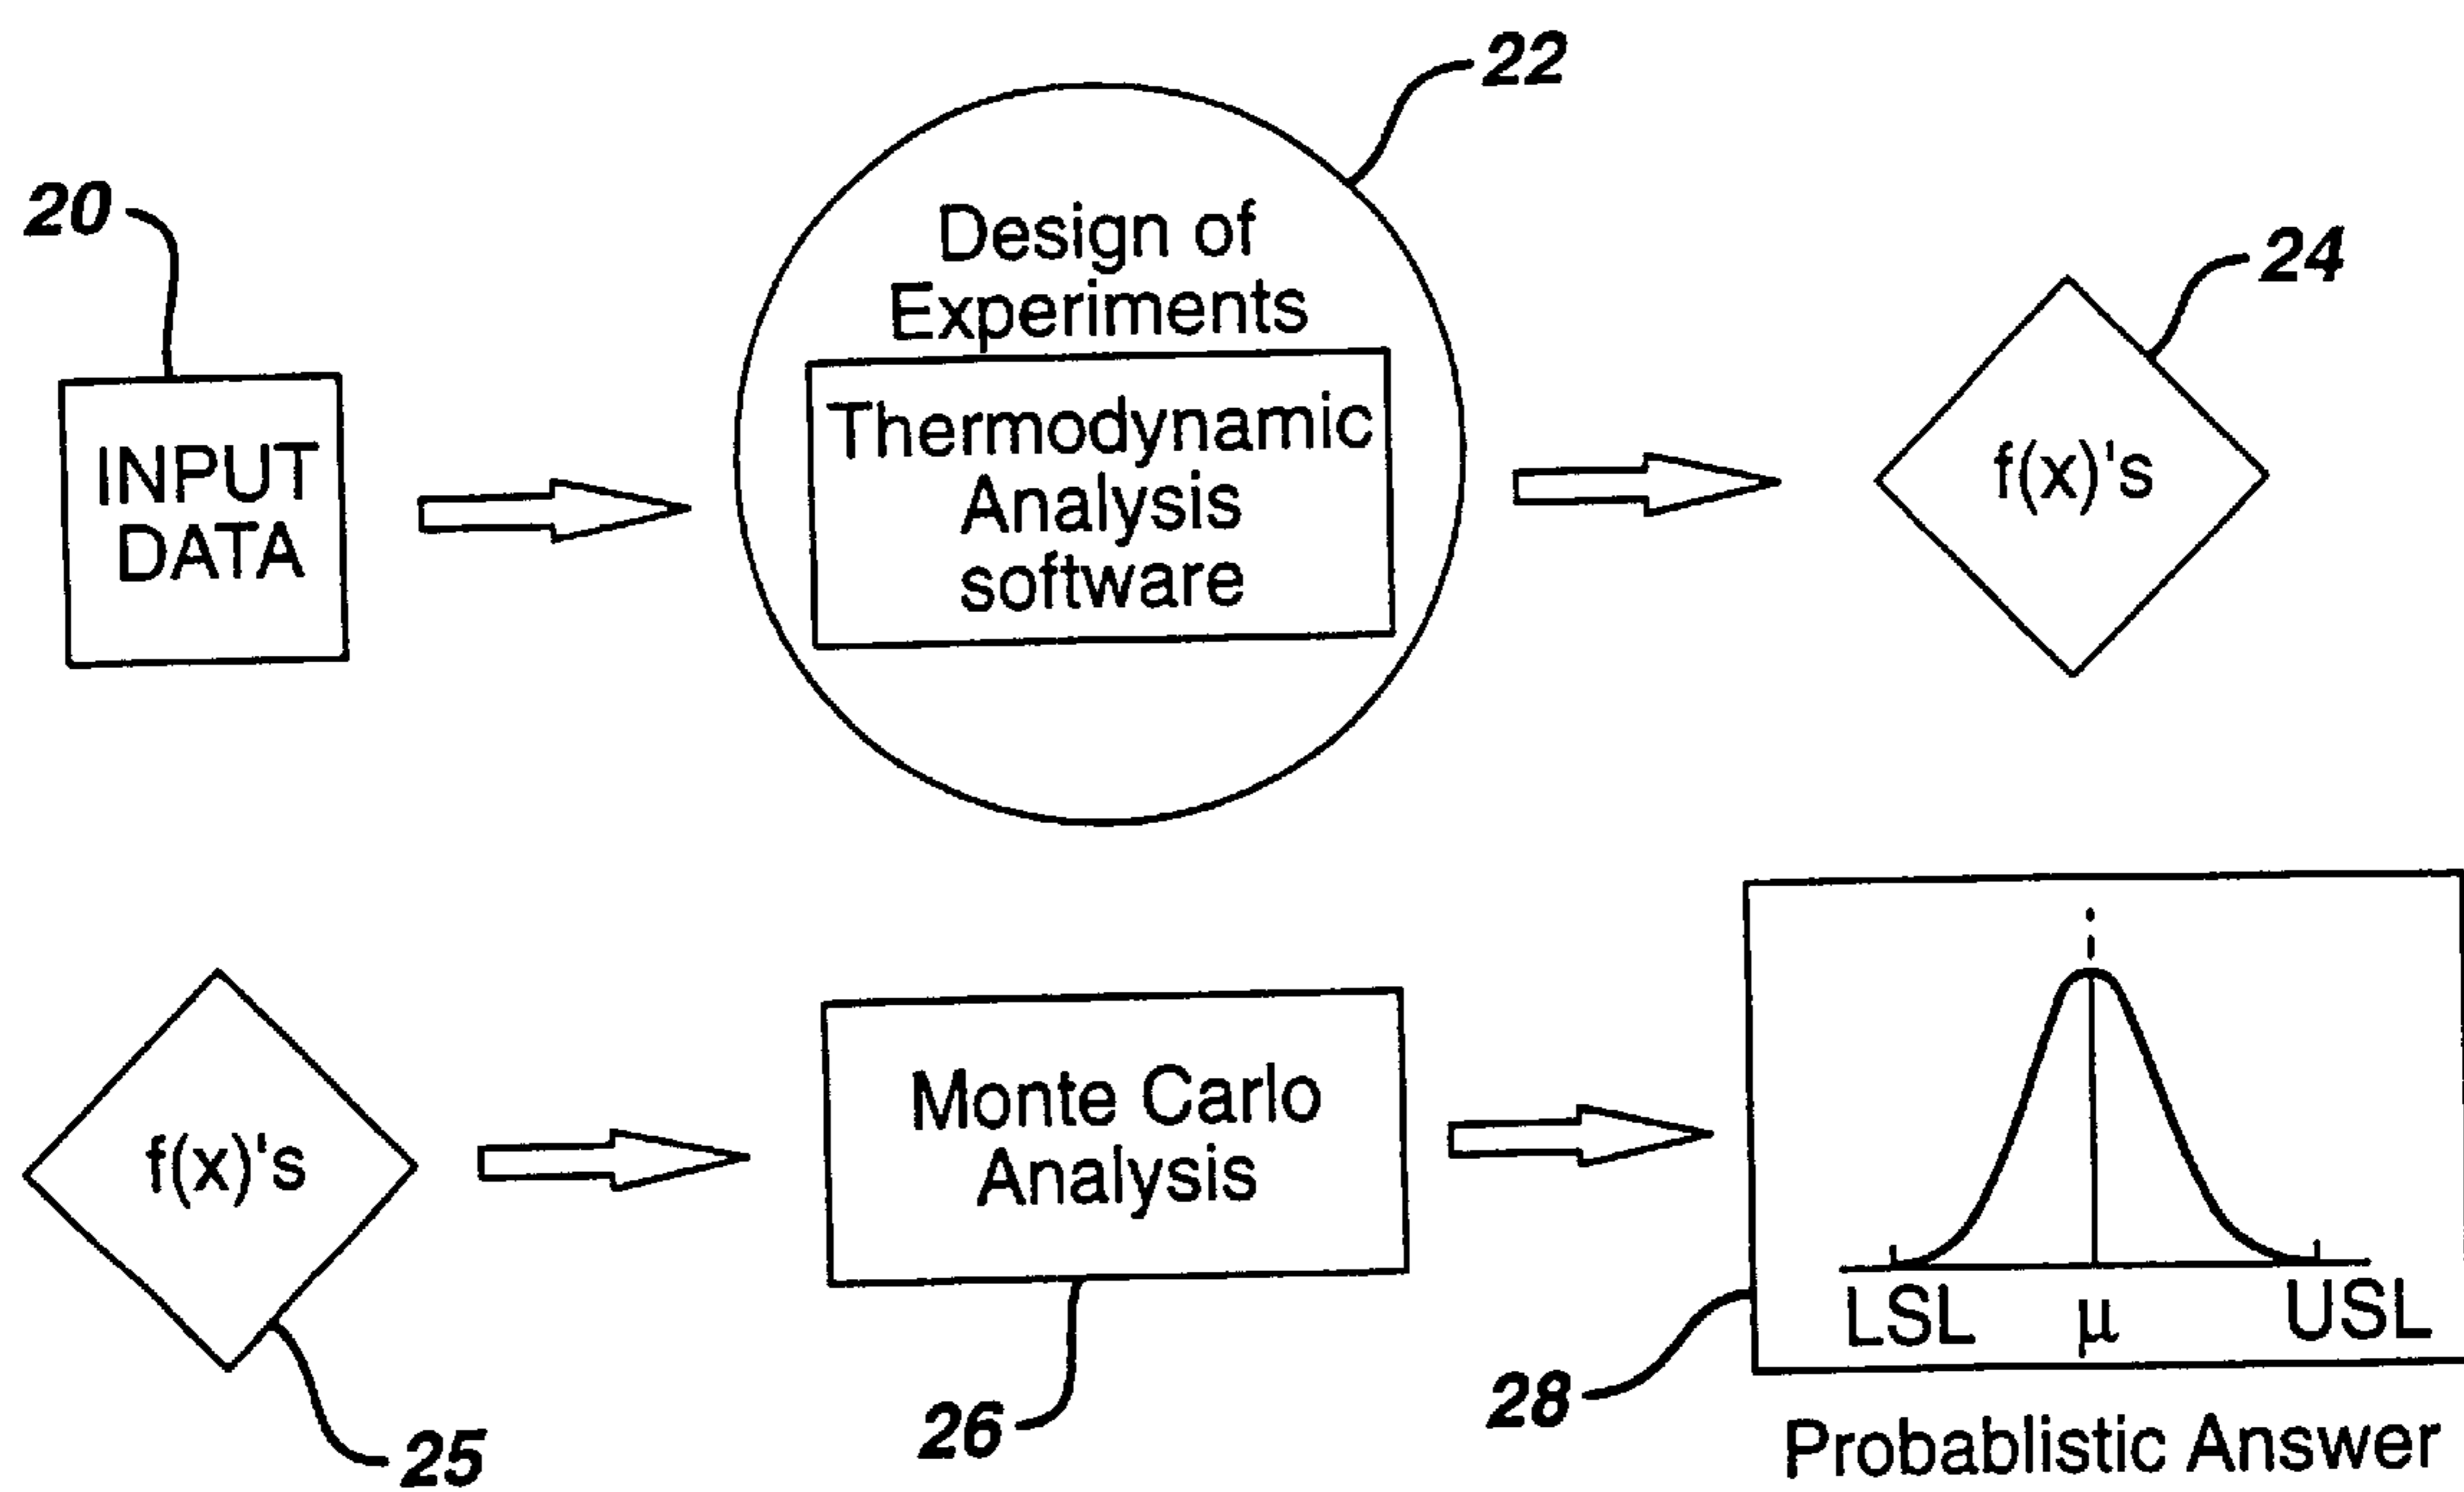 22
20
24
Design of
Experiments
INPUT
DATA
Thermodynamic
Analysis
software
f(x)'s
f(x)'s
Monte Carlo
Analysis
LSL μ USL
28
26
25
Probablistic Answer